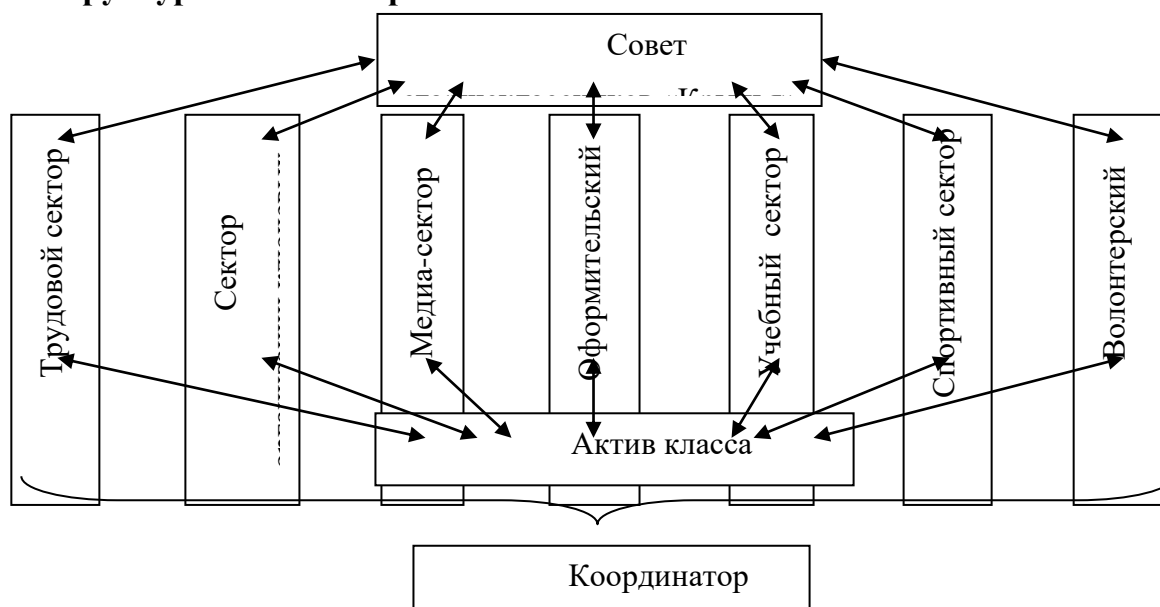 Совет
Трудовой сектор
Сектор
Медиа-сектор
Оформительский
Учебный сектор
Спортивный сектор
Волонтерский
Актив класса
Координатор